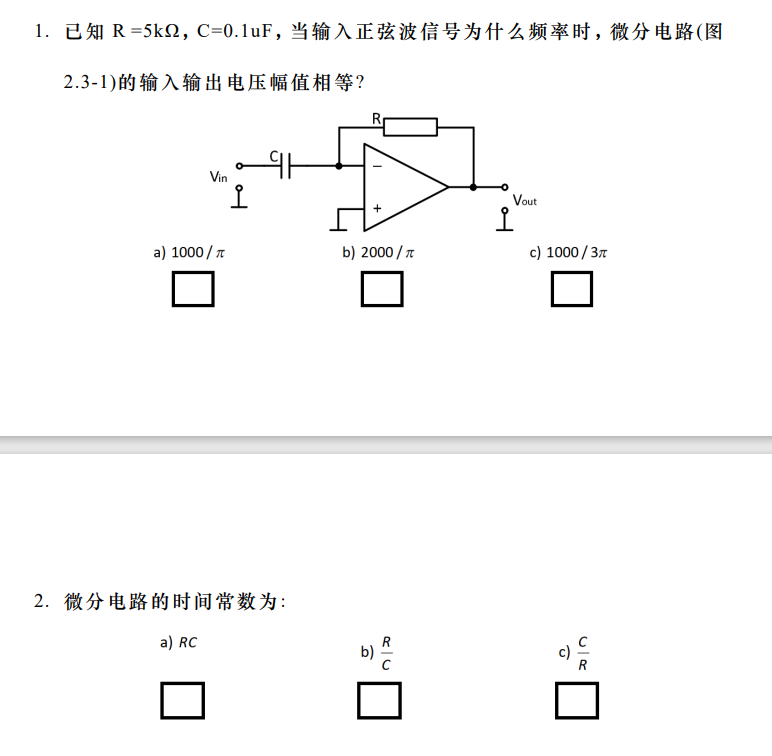 1. 已知 R =5kΩ，C=0.1uF，当输入正弦波信号为什么频率时，微分电路(图
2.3-1)的输入输出电压幅值相等?
R
C
Vin
−
+
Vout
a) 1000 / π b) 2000 / π c) 1000 / 3π
2. 微分电路的时间常数为:
a) RC b) R/C c) C/R